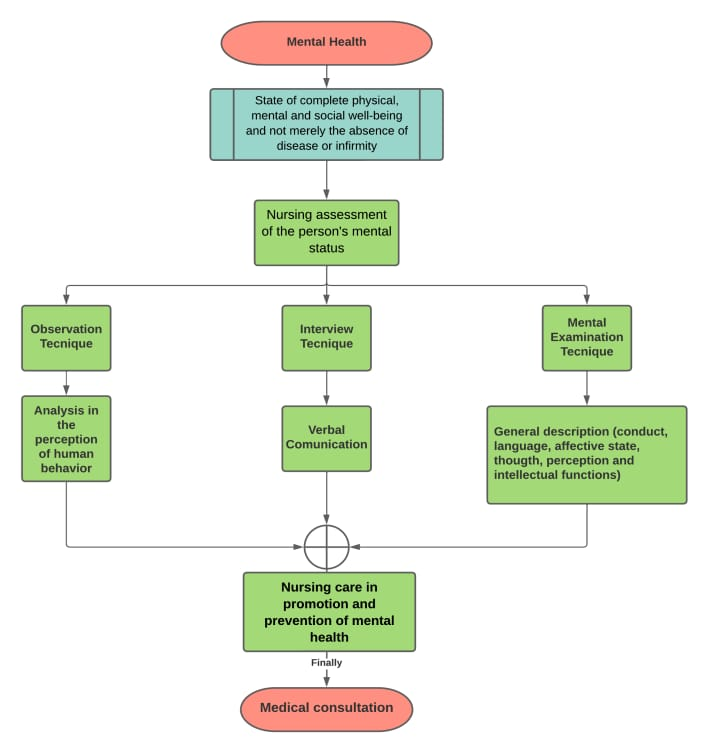 Mental Health
State of complete physical,
mental and social well-being
and not merely the absence of
disease or infirmity
Nursing assessment
of the person's mental
status
Observation
Tecnique
Interview
Tecnique
Mental
Examination
Tecnique
Analysis in
the
perception
of human
behavior
Verbal
Comunication
General description (conduct,
language, affective state,
thougth, perception and
intellectual functions)
Nursing care in
promotion and
prevention of mental
health
Finally
Medical consultation